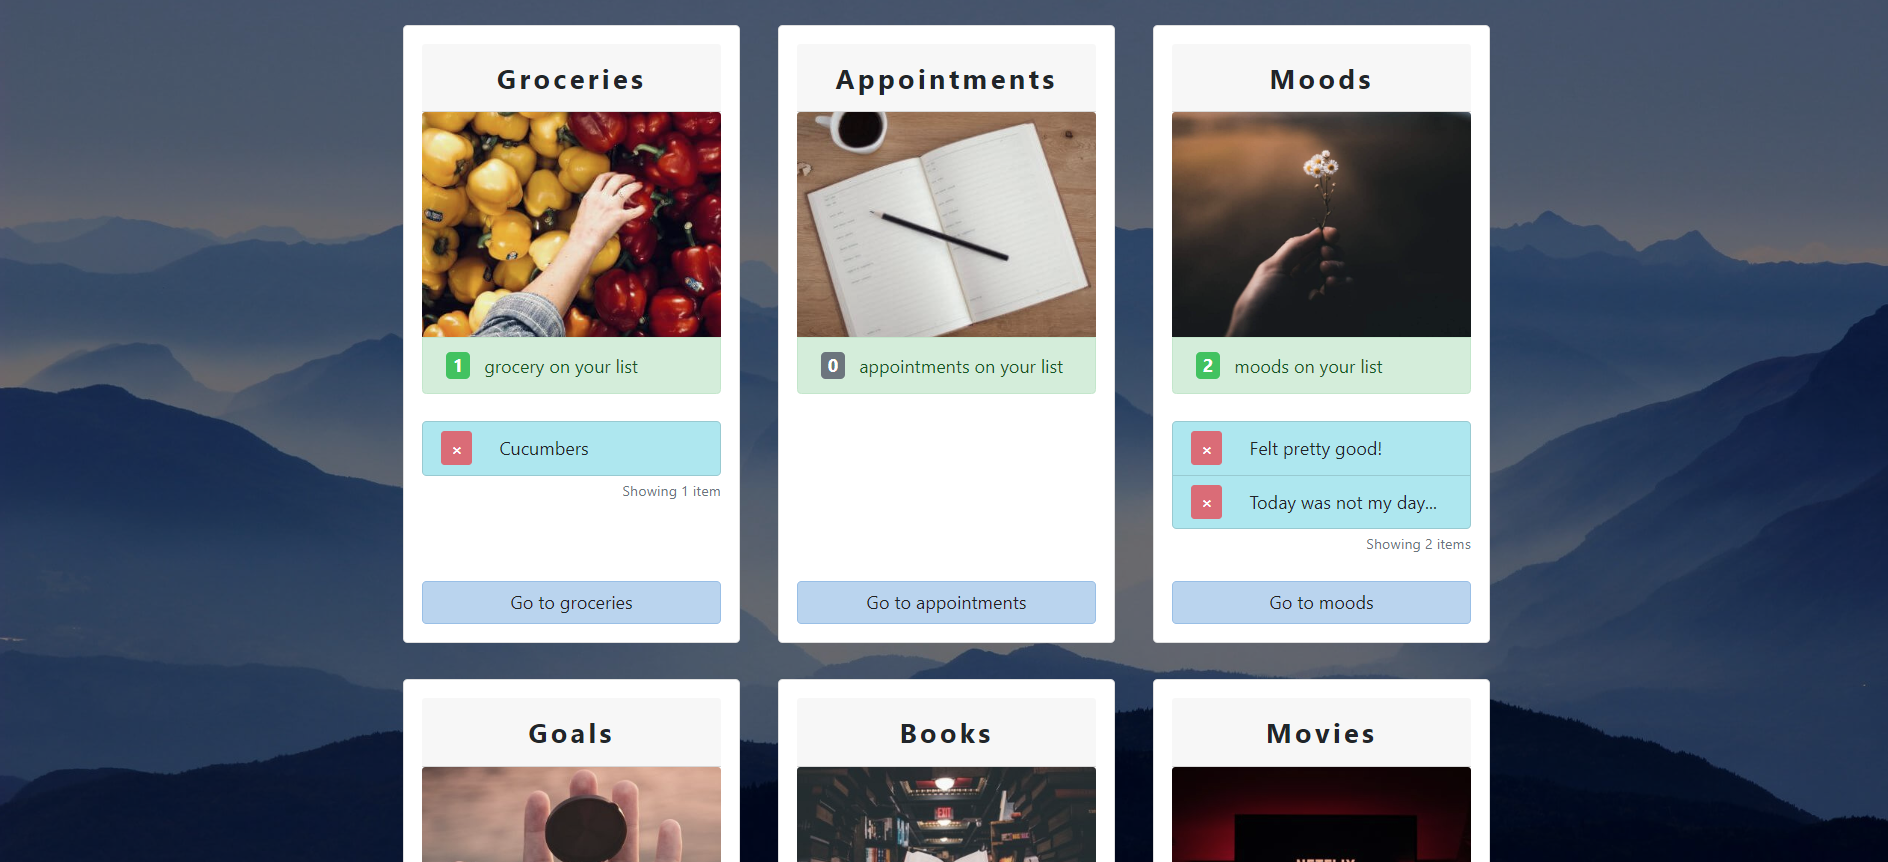 Groceries
1 grocery on your list
× Cucumbers
Showing 1 item
Go to groceries
Appointments
0 appointments on your list
Go to appointments
Moods
2 moods on your list
× Felt pretty good!
× Today was not my day...
Showing 2 items
Go to moods
Goals
Books
EXIT
Movies
NETFLIX